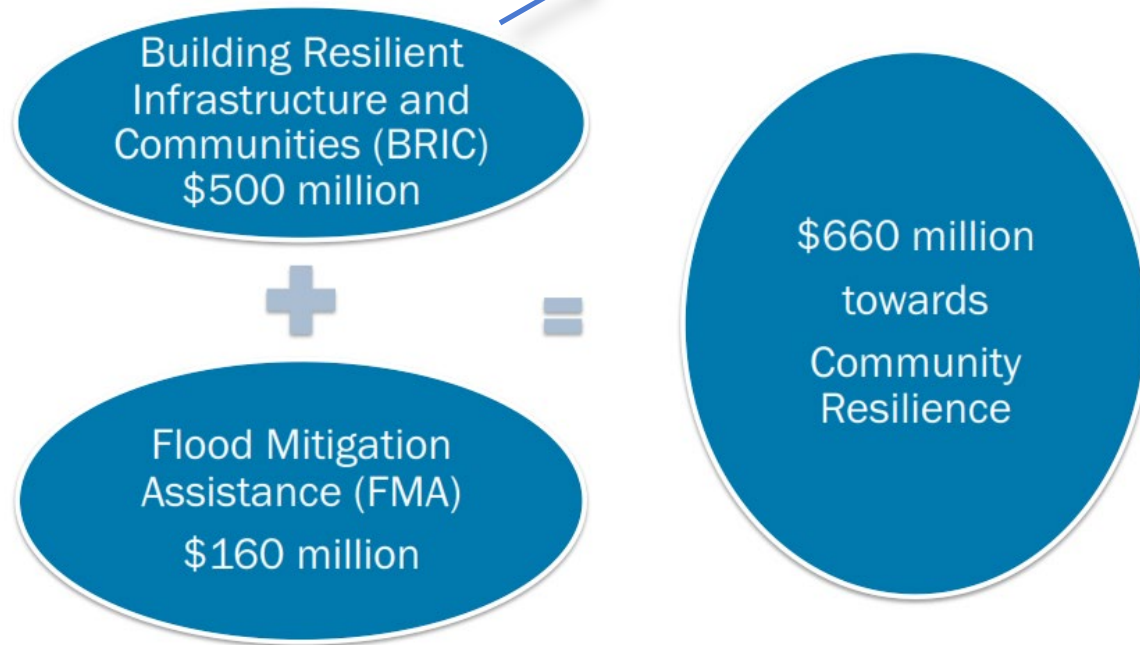 Building Resilient
Infrastructure and
Communities (BRIC)
$500 million
+
=
Flood Mitigation
Assistance (FMA)
$160 million
$660 million
towards
Community
Resilience